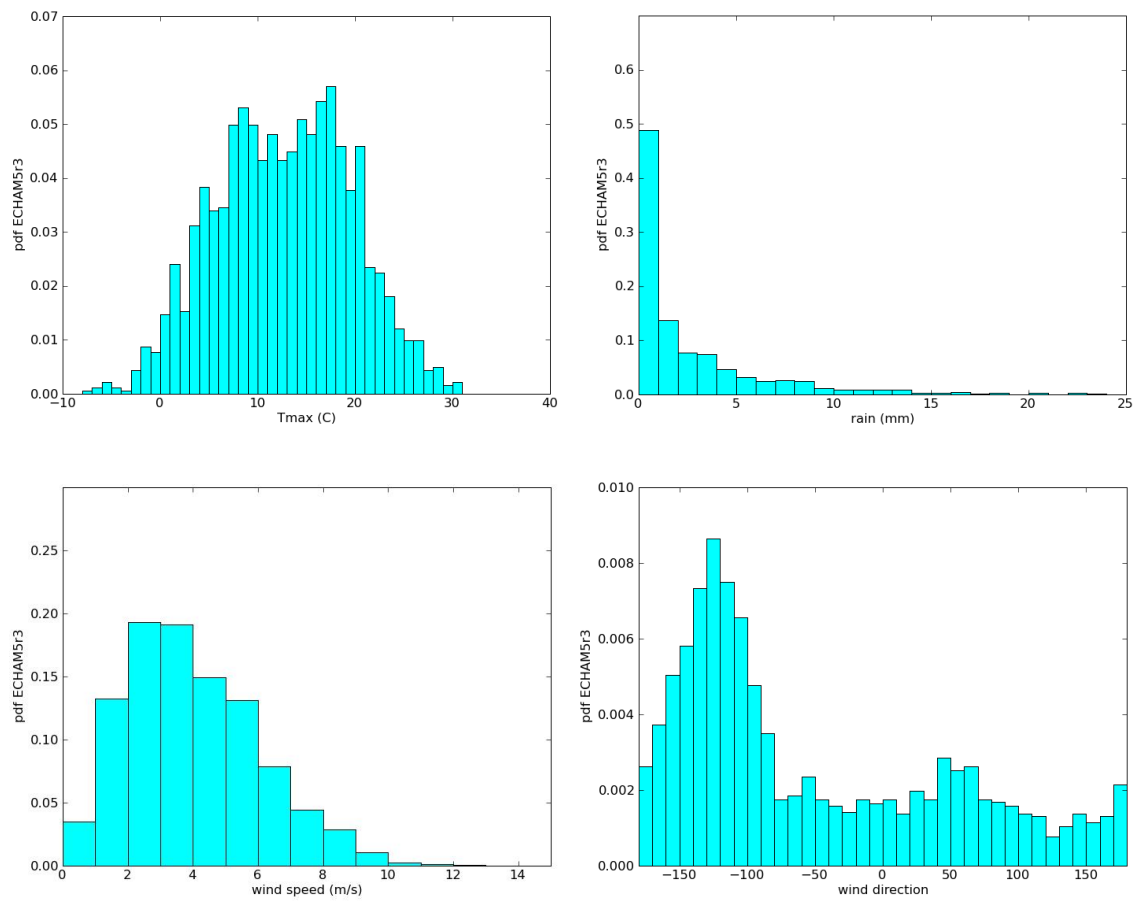 pdf ECHAM5r3
0.07
0.06
0.05
0.04
0.03
0.02
0.01
0.00
−10 0 10 20 30 40
Tmax (C)
pdf ECHAM5r3
0.6
0.5
0.4
0.3
0.2
0.1
0.0
0 5 10 15 20 25
rain (mm)
pdf ECHAM5r3
0.25
0.20
0.15
0.10
0.05
0.00
0 2 4 6 8 10 12 14
wind speed (m/s)
pdf ECHAM5r3
0.010
0.008
0.006
0.004
0.002
0.000
−150 −100 −50 0 50 100 150
wind direction